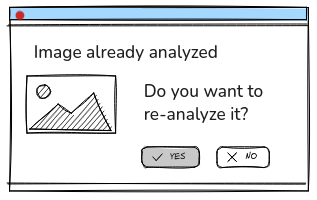 Image already analyzed
Do you want to
re-analyze it?
YES
NO